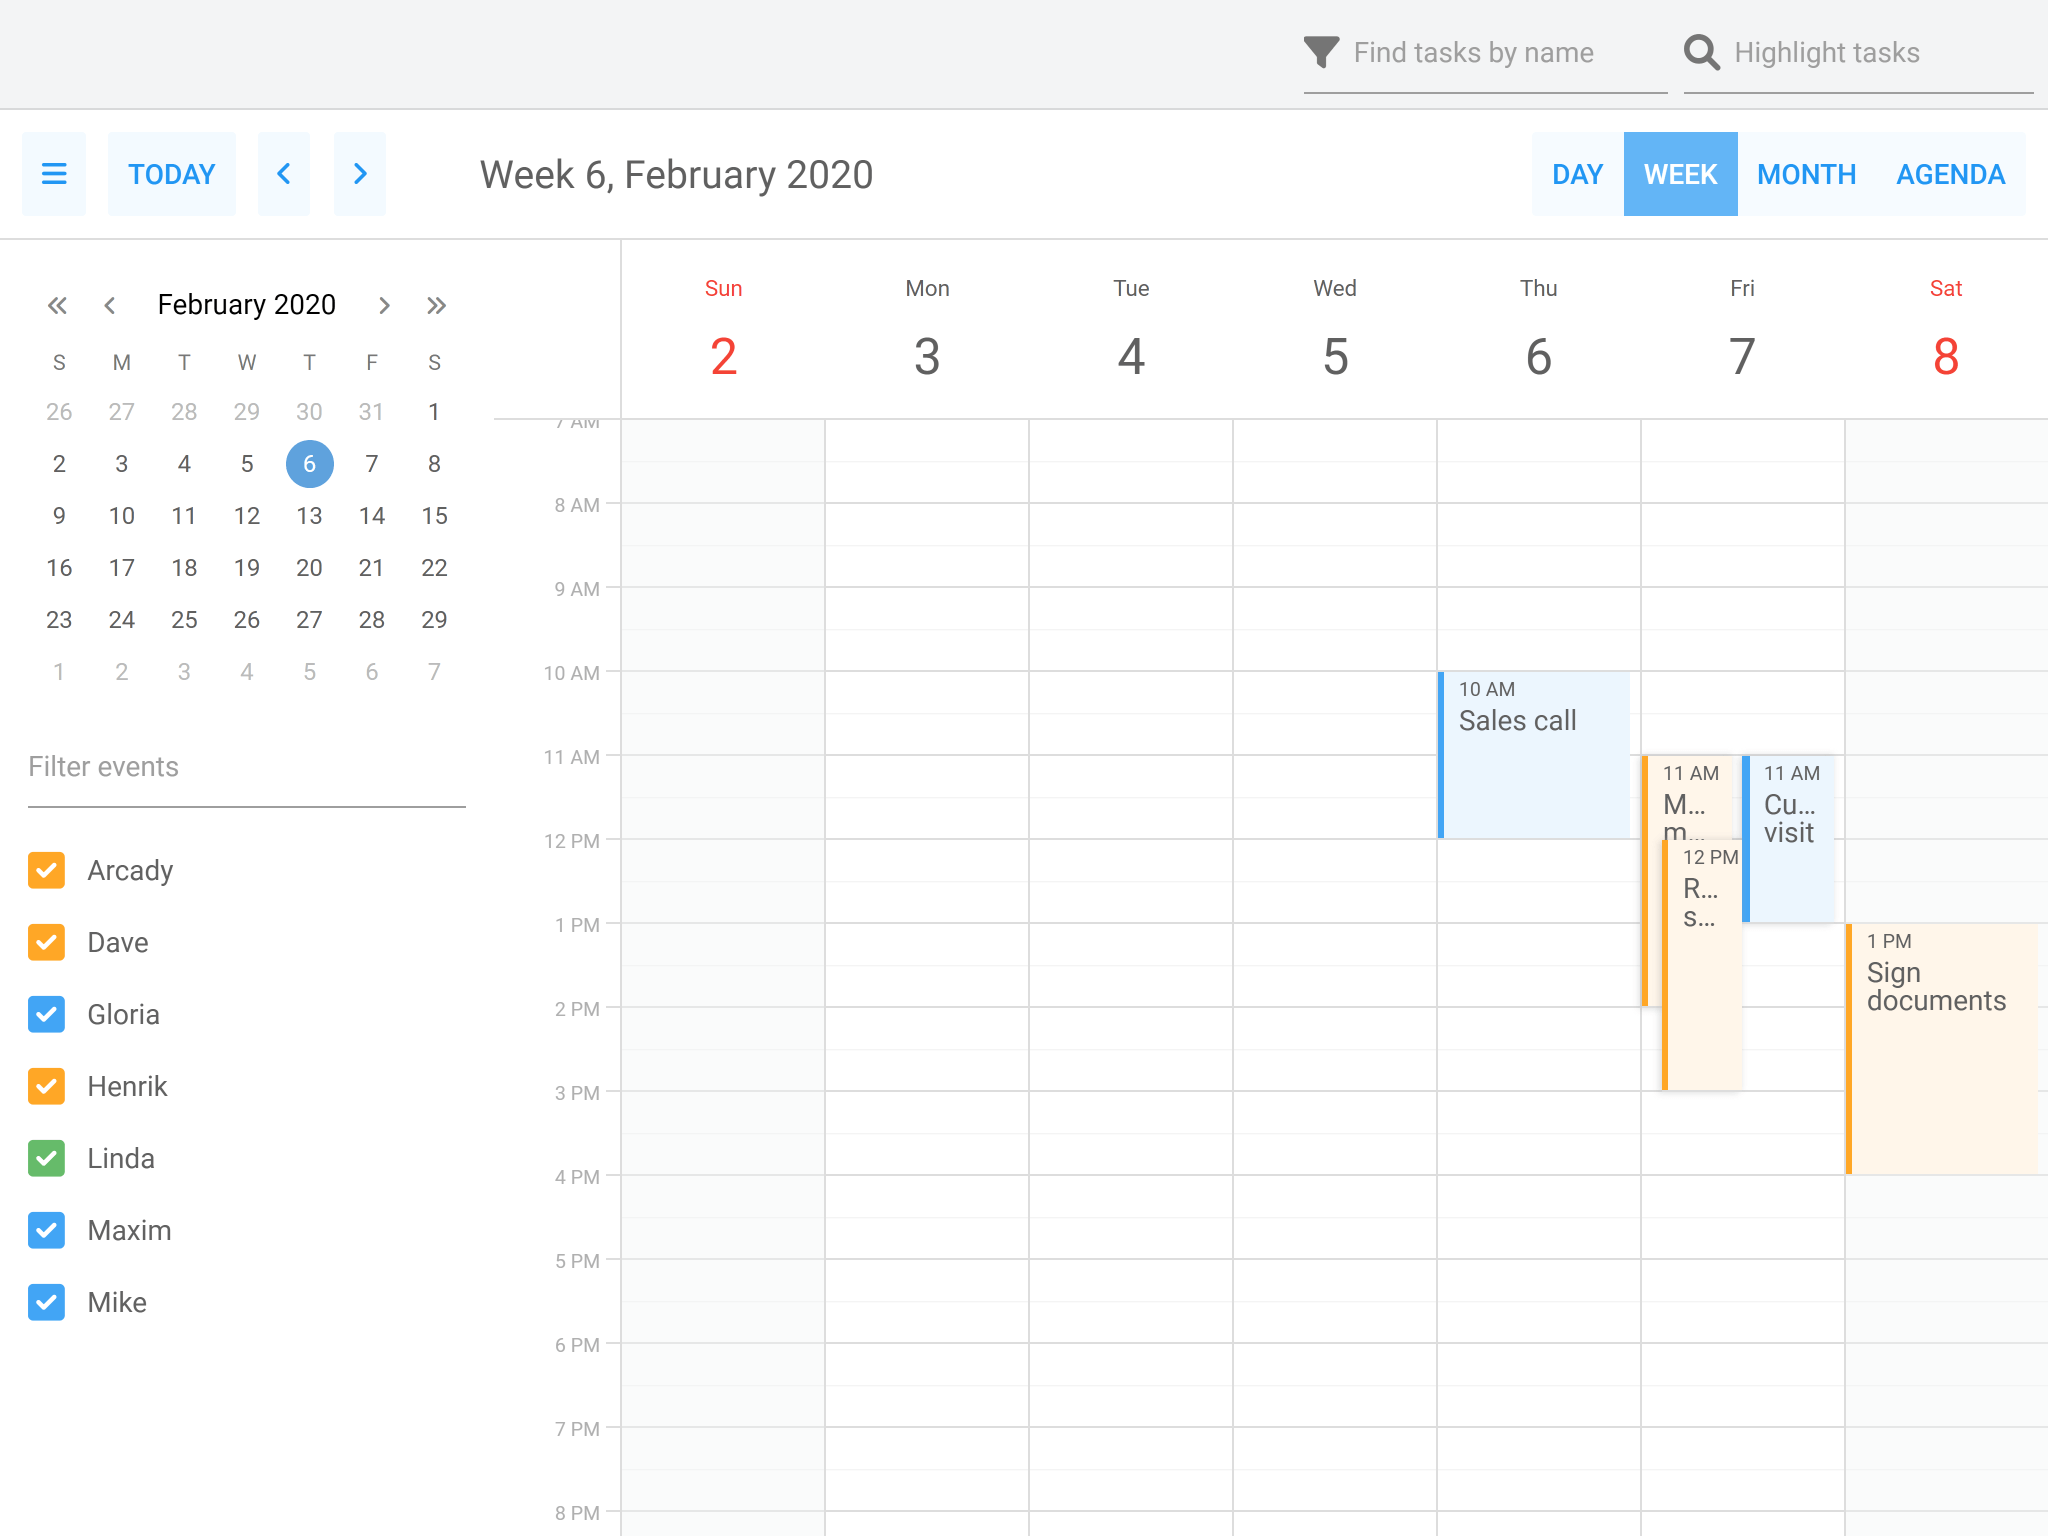 Find tasks by name
Highlight tasks
TODAY
Week 6, February 2020
DAY WEEK MONTH AGENDA
February 2020
S M T W T F S
26 27 28 29 30 31 1
2 3 4 5 6 7 8
9 10 11 12 13 14 15
16 17 18 19 20 21 22
23 24 25 26 27 28 29
1 2 3 4 5 6 7
Filter events
Arcady
Dave
Gloria
Henrik
Linda
Maxim
Mike
Sun Mon Tue Wed Thu Fri Sat
2 3 4 5 6 7 8
7 AM
8 AM
9 AM
10 AM
11 AM
12 PM
1 PM
2 PM
3 PM
4 PM
5 PM
6 PM
7 PM
8 PM
10 AM
Sales call
11 AM
M...
m...
12 PM
R...
s...
11 AM
Cu...
visit
1 PM
Sign
documents